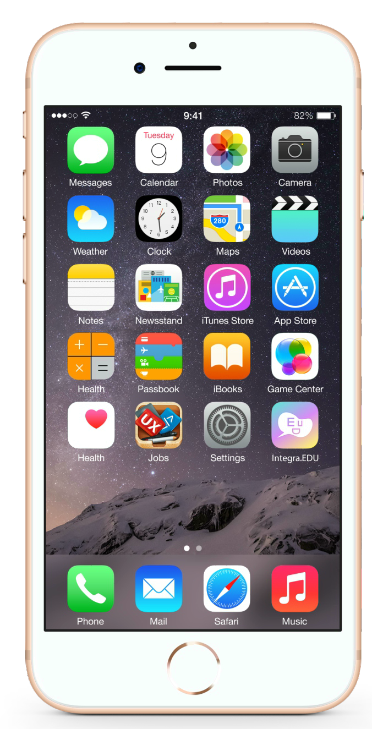 9:41
82%
Tuesday
9
Messages Calendar Photos Camera
280
Weather Clock Maps Videos
Notes Newsstand iTunes Store App Store
Health Passbook iBooks Game Center
UX
Eu
Health Jobs Settings Integra.EDU
Phone Mail Safari Music